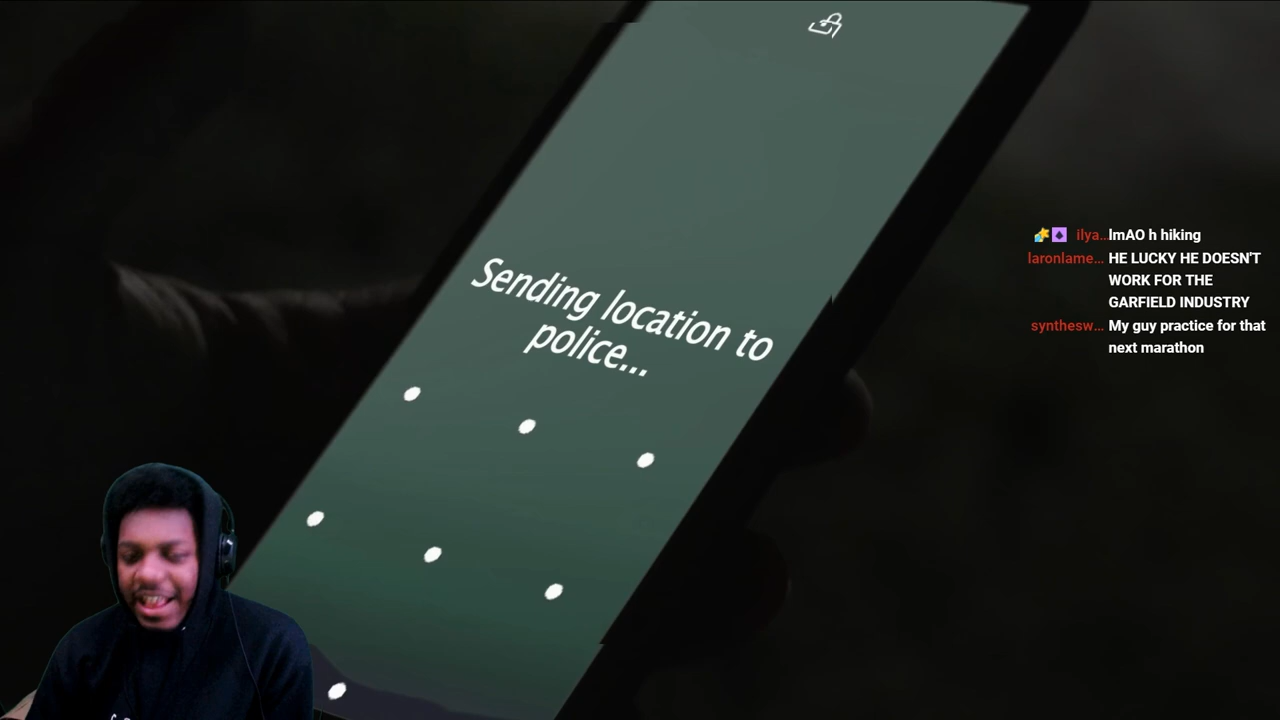 Sending location to
police...
ilya... lmAO h hiking
laronlame... HE LUCKY HE DOESN'T
WORK FOR THE
GARFIELD INDUSTRY
synthesw... My guy practice for that
next marathon